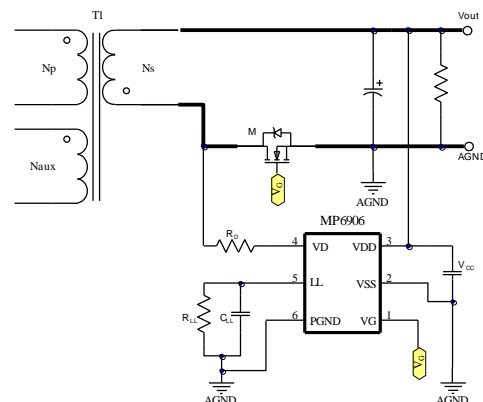 T1
Vout
Np
Ns
+
M
Naux
AGND
VG
AGND
MP6906
RD
4 VD VDD 3
VCC
5 LL VSS 2
RLL CLL
6 PGND VG 1
VG
AGND AGND